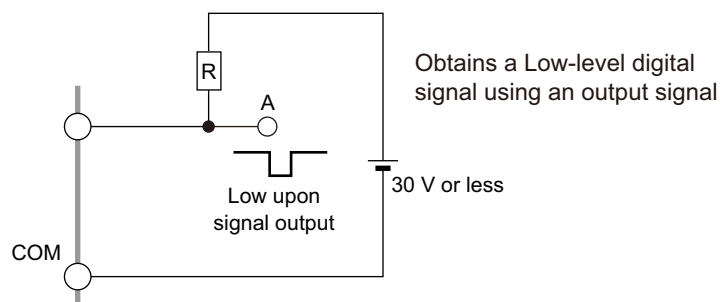 R
A
Obtains a Low-level digital
signal using an output signal
30 V or less
Low upon
signal output
COM